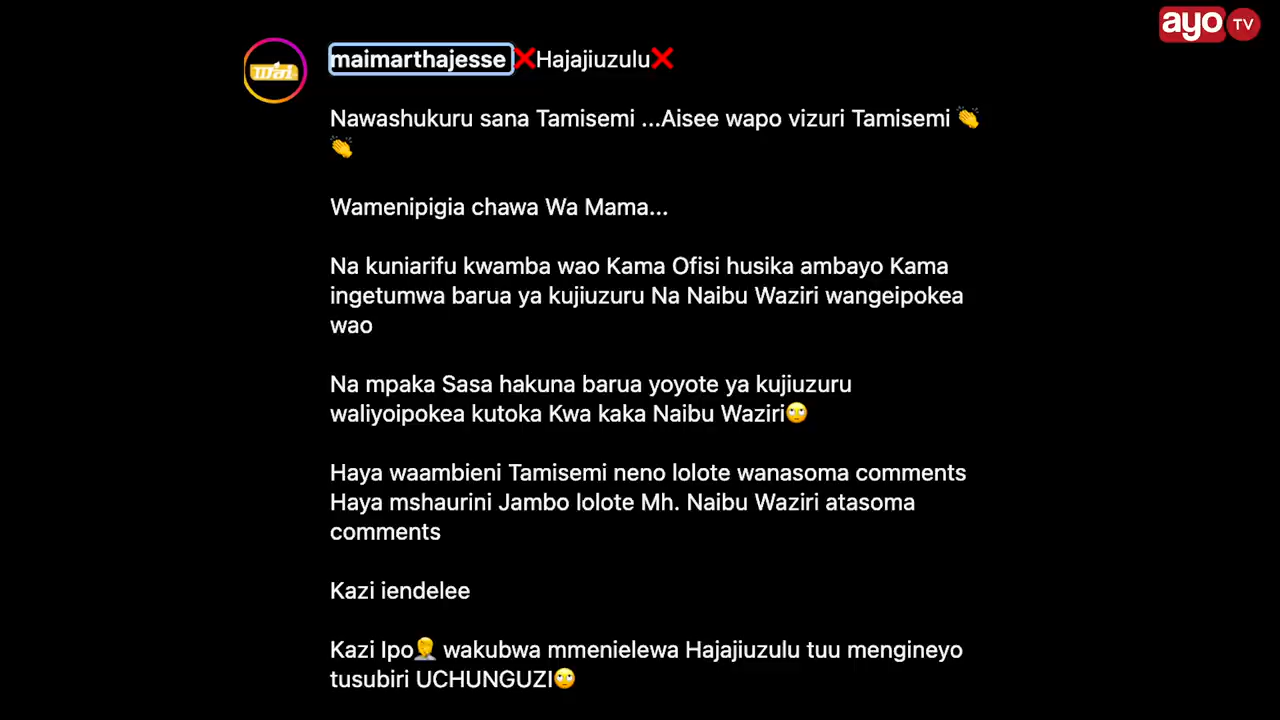 ayo TV
maimarthajesse ❌Hajajiuzulu❌
Nawashukuru sana Tamisemi ...Aisee wapo vizuri Tamisemi 👏
👏
Wamenipigia chawa Wa Mama...
Na kuniarifu kwamba wao Kama Ofisi husika ambayo Kama
ingetumwa barua ya kujiuzuru Na Naibu Waziri wangeipokea
wao
Na mpaka Sasa hakuna barua yoyote ya kujiuzuru
waliyoipokea kutoka Kwa kaka Naibu Waziri🙄
Haya waambieni Tamisemi neno lolote wanasoma comments
Haya mshaurini Jambo lolote Mh. Naibu Waziri atasoma
comments
Kazi iendelee
Kazi Ipo🤦 wakubwa mmenielewa Hajajiuzulu tuu mengineyo
tusubiri UCHUNGUZI🙄